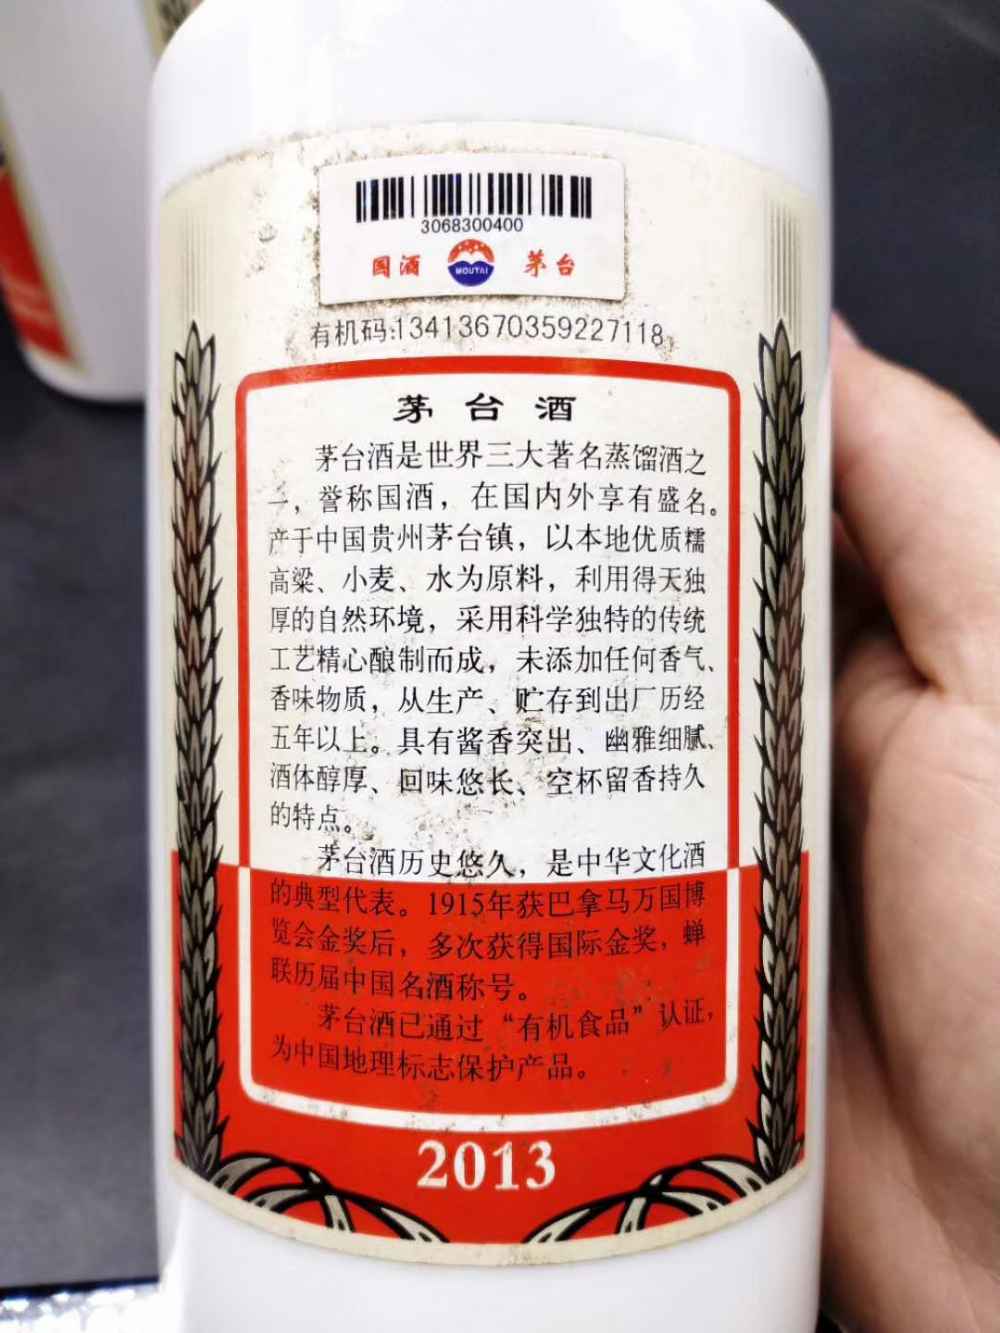 3068300400
国酒 MOUTAI 茅台
有机码:13413670359227118
茅台酒
茅台酒是世界三大著名蒸馏酒之
一，誉称国酒，在国内外享有盛名。
产于中国贵州茅台镇，以本地优质糯
高粱、小麦、水为原料，利用得天独
厚的自然环境，采用科学独特的传统
工艺精心酿制而成，未添加任何香气、
香味物质，从生产、贮存到出厂历经
五年以上。具有酱香突出、幽雅细腻、
酒体醇厚、回味悠长、空杯留香持久
的特点。
茅台酒历史悠久，是中华文化酒
的典型代表。1915年获巴拿马万国博
览会金奖后，多次获得国际金奖，蝉
联历届中国名酒称号。
茅台酒已通过“有机食品”认证，
为中国地理标志保护产品。
2013